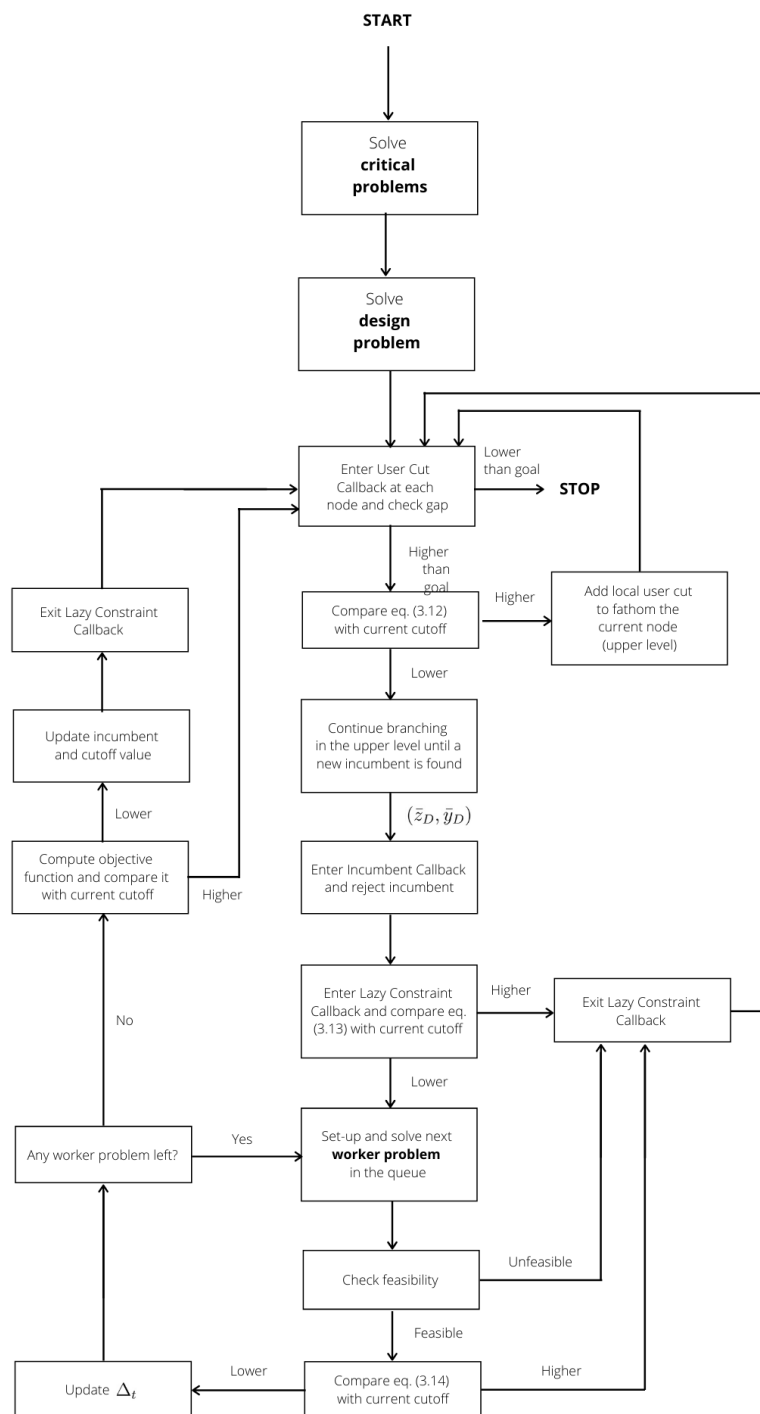 START
Solve
critical
problems
Solve
design
problem
Enter User Cut
Callback at each
node and check gap
Lower
than goal
STOP
Higher
than
goal
Compare eq. (3.12)
with current cutoff
Higher
Add local user cut
to fathom the
current node
(upper level)
Exit Lazy Constraint
Callback
Lower
Update incumbent
and cutoff value
Continue branching
in the upper level until a
new incumbent is found
Lower
(z̄_D, ȳ_D)
Compute objective
function and compare it
with current cutoff
Higher
Enter Incumbent Callback
and reject incumbent
Enter Lazy Constraint
Callback and compare eq.
(3.13) with current cutoff
Higher
Exit Lazy Constraint
Callback
No
Lower
Any worker problem left?
Yes
Set-up and solve next
worker problem
in the queue
Check feasibility
Unfeasible
Feasible
Update Δ_t
Lower
Compare eq. (3.14)
with current cutoff
Higher